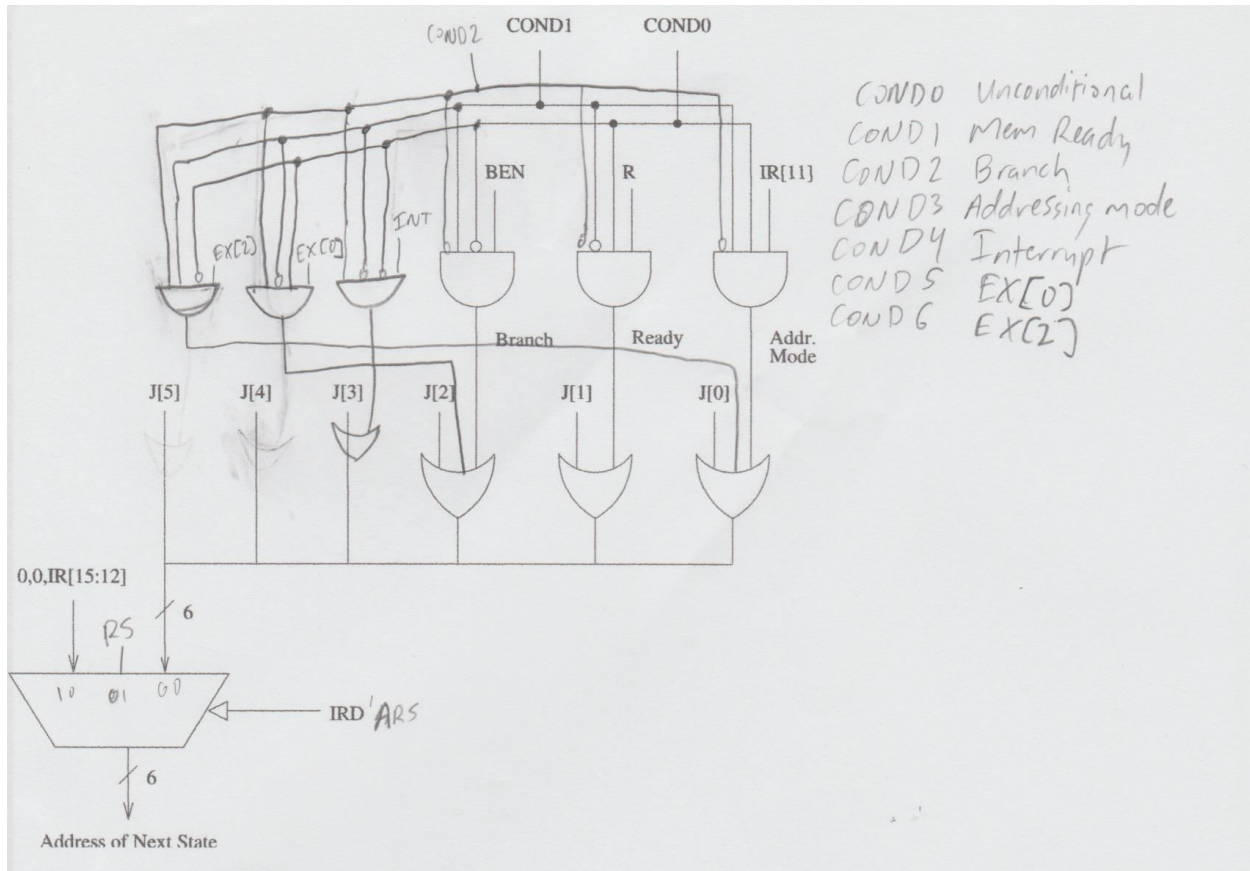 COND2 COND1 COND0
COND0 Unconditional
COND1 Mem Ready
COND2 Branch
COND3 Addressing mode
COND4 Interrupt
COND5 EX[0]
COND6 EX[2]
BEN R IR[11]
EX[2] EX[0] INT
Branch Ready Addr.
Mode
J[5] J[4] J[3] J[2] J[1] J[0]
0,0,IR[15:12]
6
RS
10 01 00
IRD'ARS
6
Address of Next State